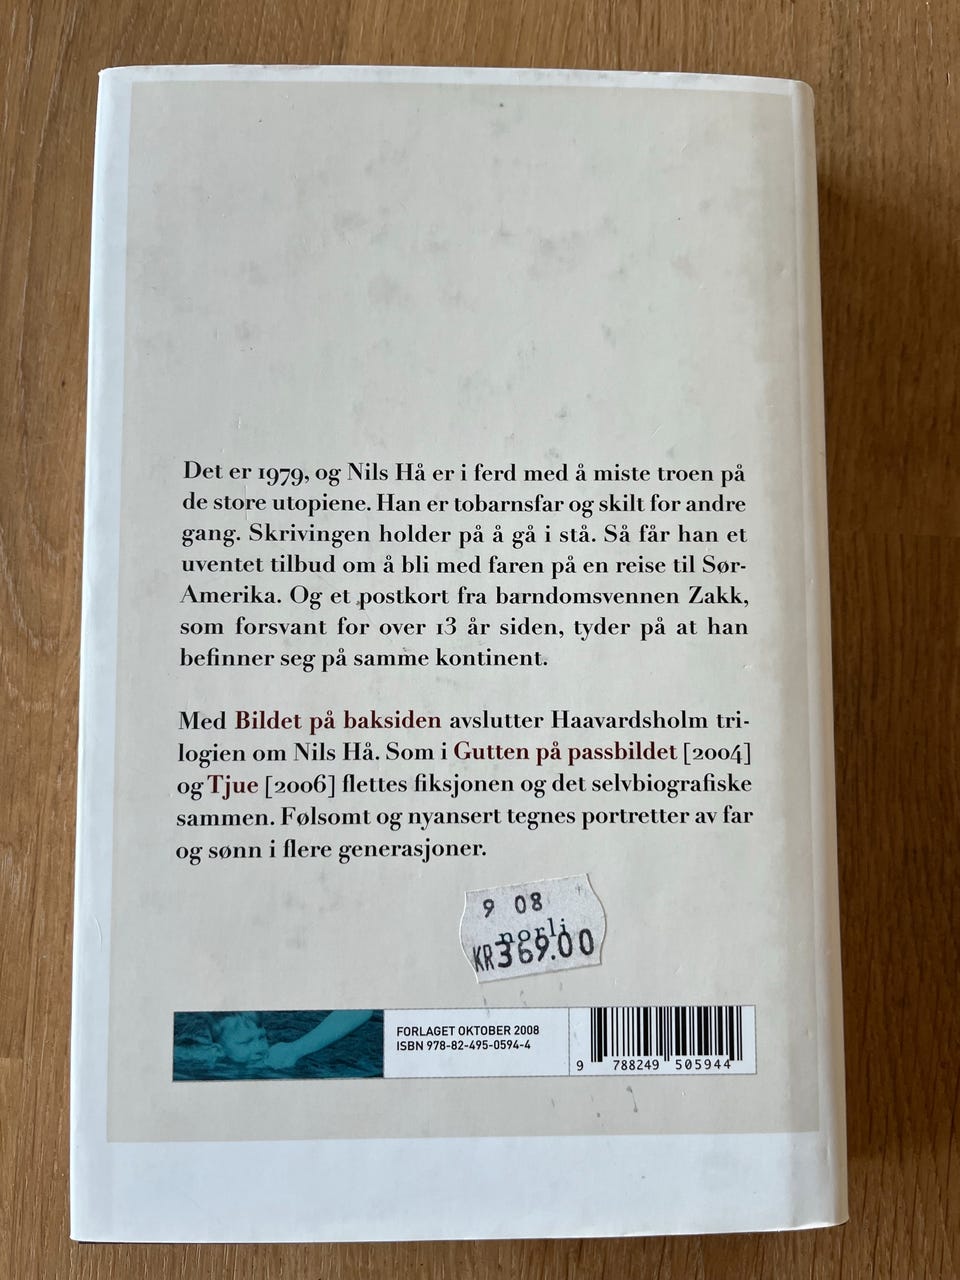 Det er 1979, og Nils Hå er i ferd med å miste troen på
de store utopiene. Han er tobarnsfar og skilt for andre
gang. Skrivingen holder på å gå i stå. Så får han et
uventet tilbud om å bli med faren på en reise til Sør-
Amerika. Og et postkort fra barndomsvennen Zakk,
som forsvant for over 13 år siden, tyder på at han
befinner seg på samme kontinent.
Med Bildet på baksiden avslutter Haavardsholm tri-
logien om Nils Hå. Som i Gutten på passbildet [2004]
og Tjue [2006] flettes fiksjonen og det selvbiografiske
sammen. Følsomt og nyansert tegnes portretter av far
og sønn i flere generasjoner.
9 08
norli
KR369.00
FORLAGET OKTOBER 2008
ISBN 978-82-495-0594-4
9 788249 505944